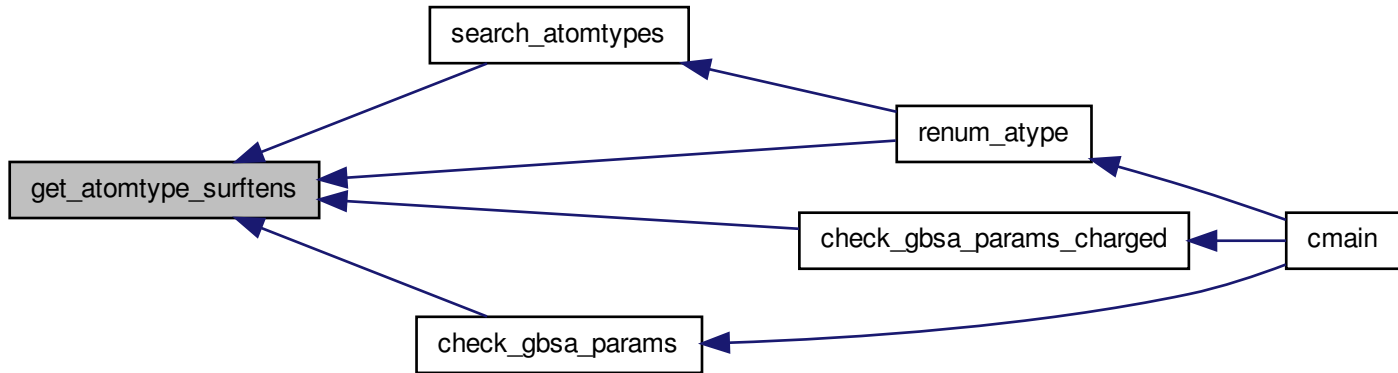 search_atomtypes
renum_atype
get_atomtype_surftens
check_gbsa_params_charged
cmain
check_gbsa_params